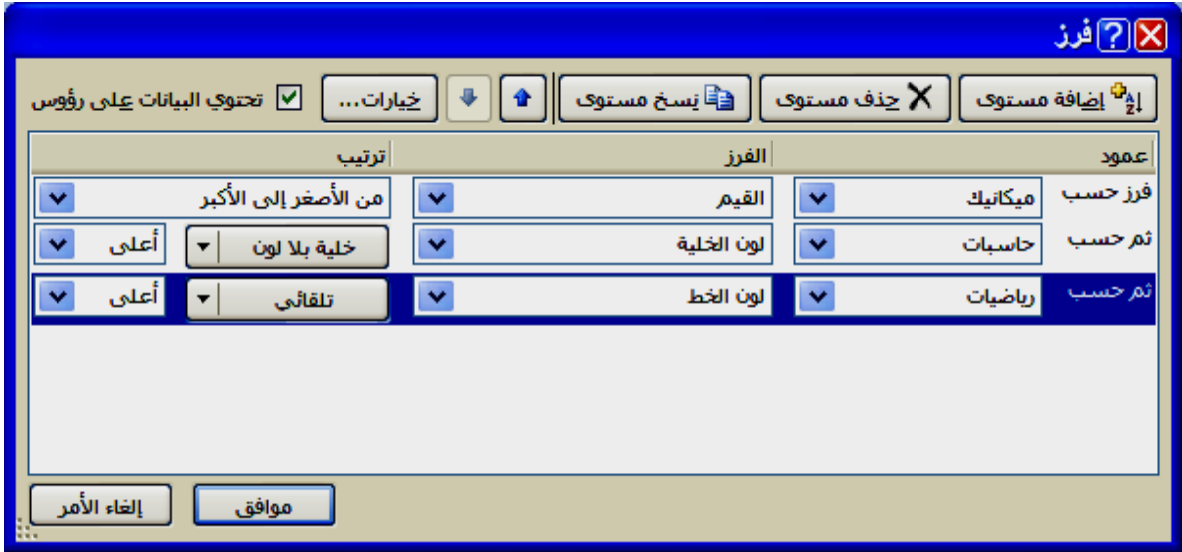 فرز
إضافة مستوى حذف مستوى نسخ مستوى خيارات... تحتوي البيانات على رؤوس
عمود الفرز ترتيب
فرز حسب ميكانيك القيم من الأصغر إلى الأكبر
ثم حسب حاسبات لون الخلية خلية بلا لون أعلى
ثم حسب رياضيات لون الخط تلقائي أعلى
موافق إلغاء الأمر